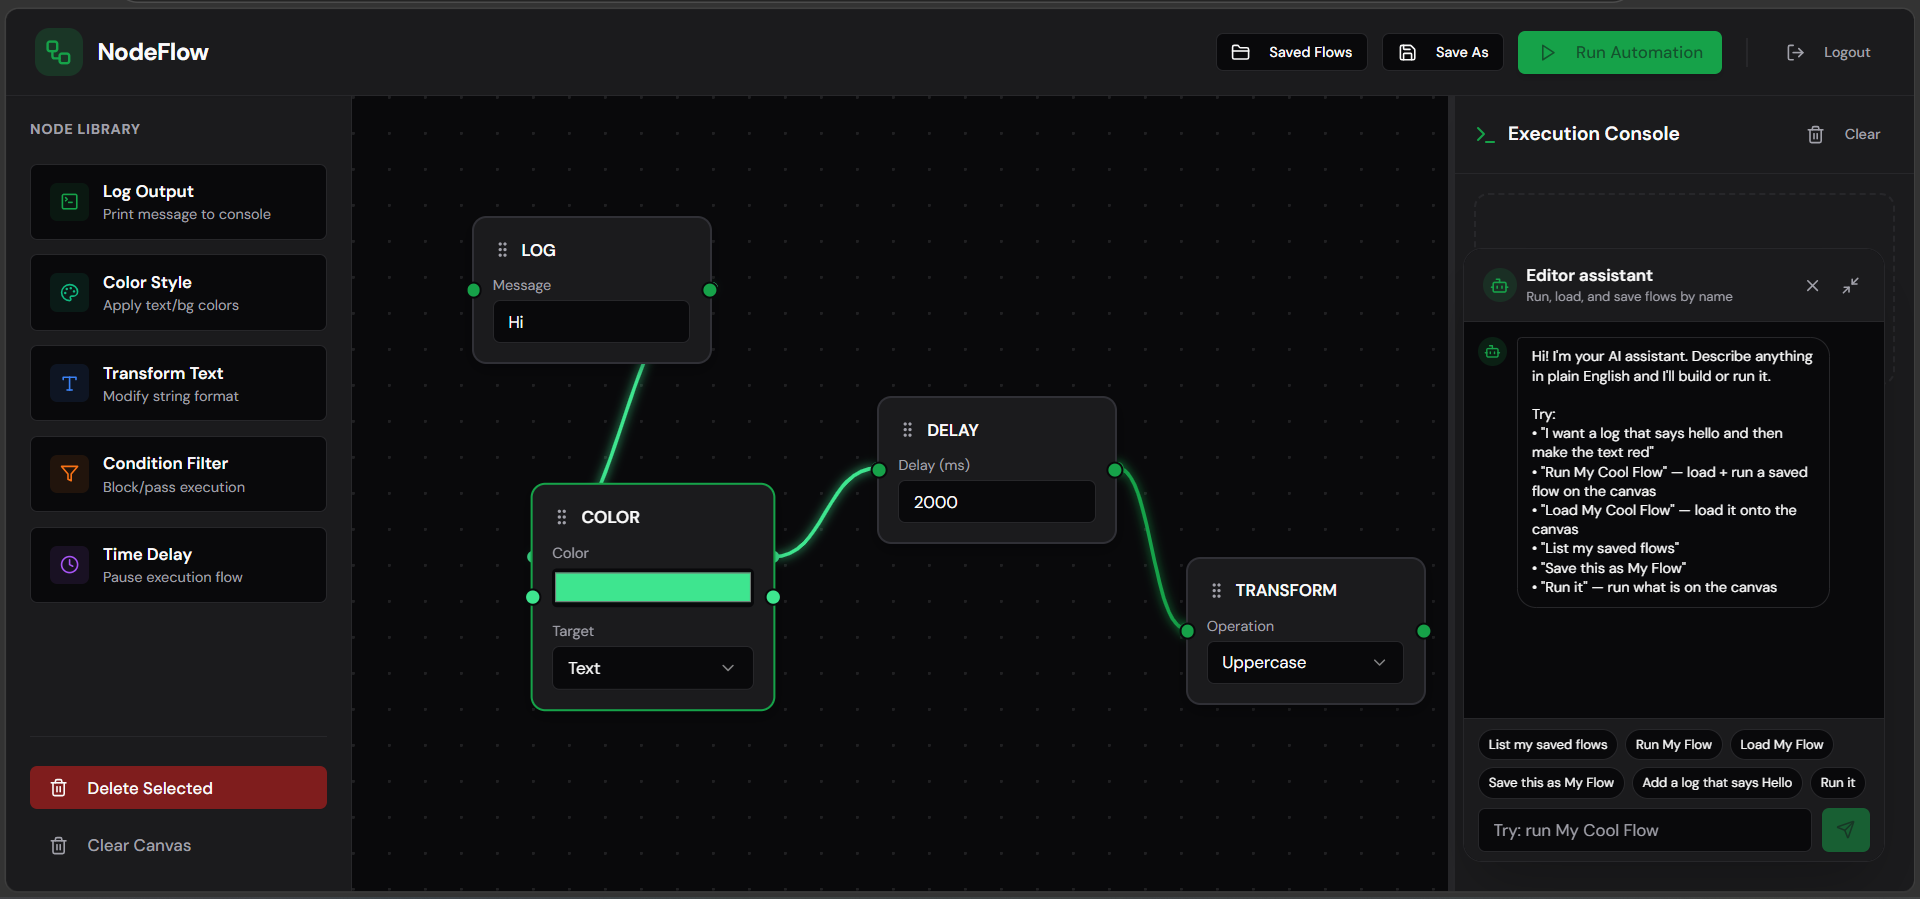 NodeFlow
Saved Flows
Save As
Run Automation
Logout
NODE LIBRARY
Log Output
Print message to console
Color Style
Apply text/bg colors
Transform Text
Modify string format
Condition Filter
Block/pass execution
Time Delay
Pause execution flow
Delete Selected
Clear Canvas
LOG
Message
Hi
COLOR
Color
Target
Text
DELAY
Delay (ms)
2000
TRANSFORM
Operation
Uppercase
Execution Console
Clear
Editor assistant
Run, load, and save flows by name
Hi! I'm your AI assistant. Describe anything
in plain English and I'll build or run it.
Try:
• "I want a log that says hello and then
make the text red"
• "Run My Cool Flow" — load + run a saved
flow on the canvas
• "Load My Cool Flow" — load it onto the
canvas
• "List my saved flows"
• "Save this as My Flow"
• "Run it" — run what is on the canvas
List my saved flows
Run My Flow
Load My Flow
Save this as My Flow
Add a log that says Hello
Run it
Try: run My Cool Flow